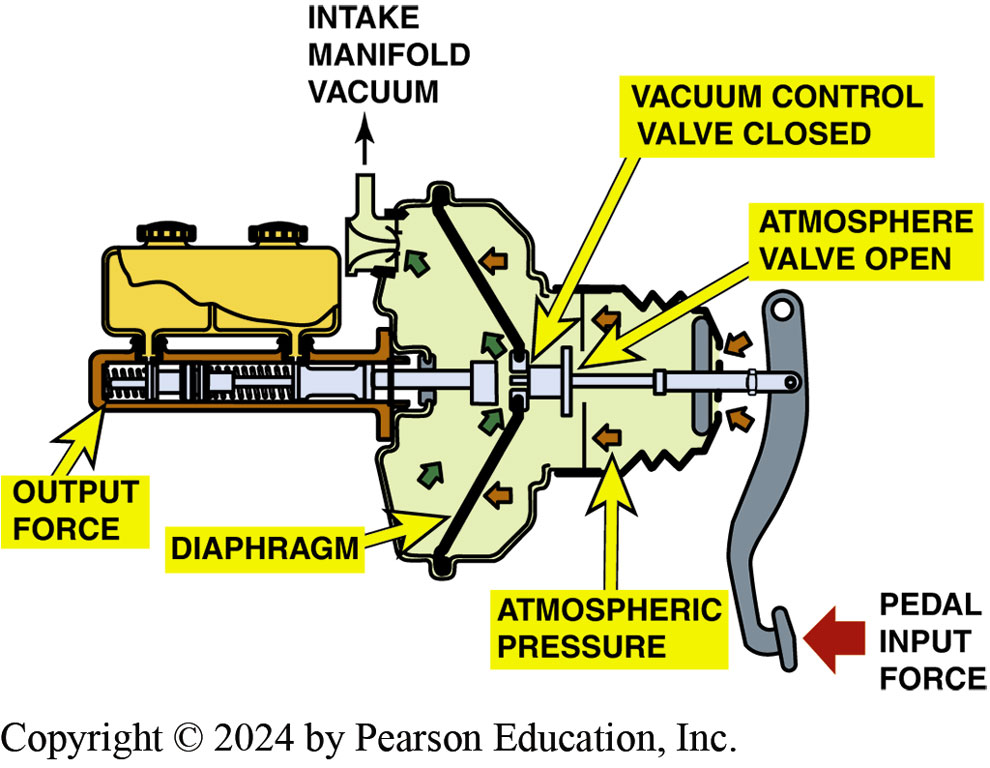 INTAKE
MANIFOLD
VACUUM
VACUUM CONTROL
VALVE CLOSED
ATMOSPHERE
VALVE OPEN
OUTPUT
FORCE
DIAPHRAGM
ATMOSPHERIC
PRESSURE
PEDAL
INPUT
FORCE
Copyright © 2024 by Pearson Education, Inc.